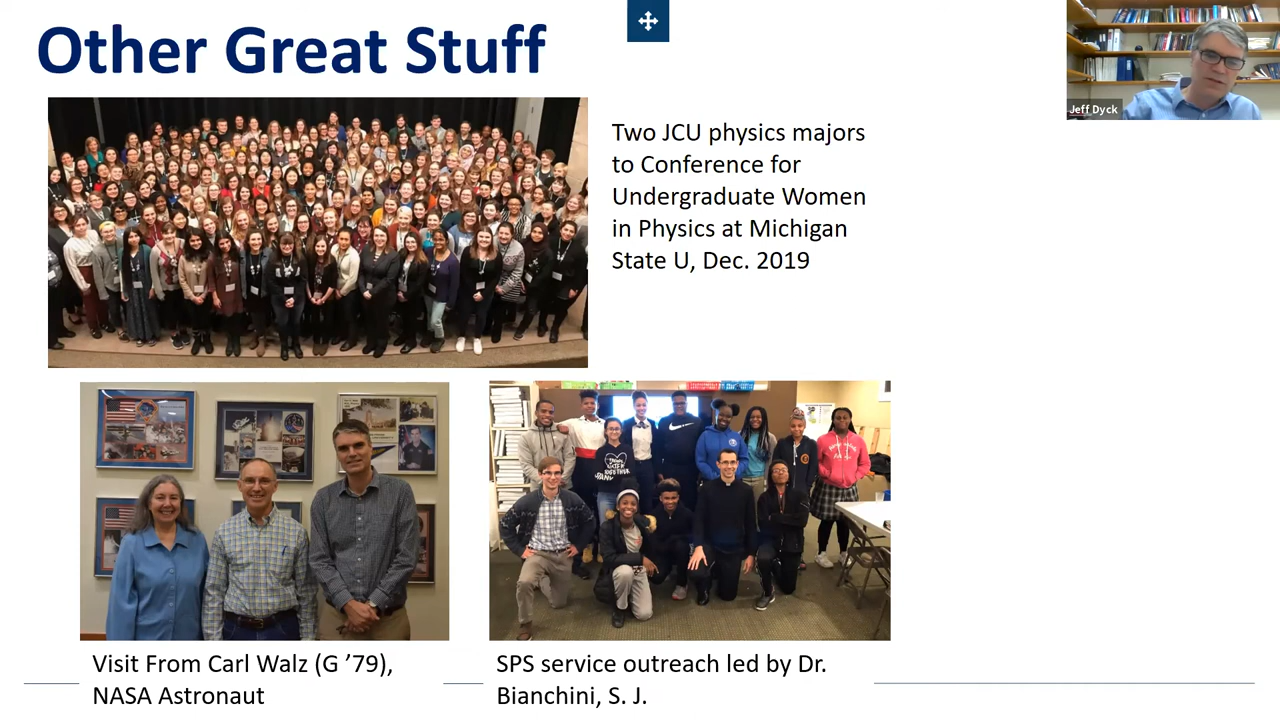 Other Great Stuff
Jeff Dyck
Two JCU physics majors
to Conference for
Undergraduate Women
in Physics at Michigan
State U, Dec. 2019
Visit From Carl Walz (G ’79),
NASA Astronaut
SPS service outreach led by Dr.
Bianchini, S. J.